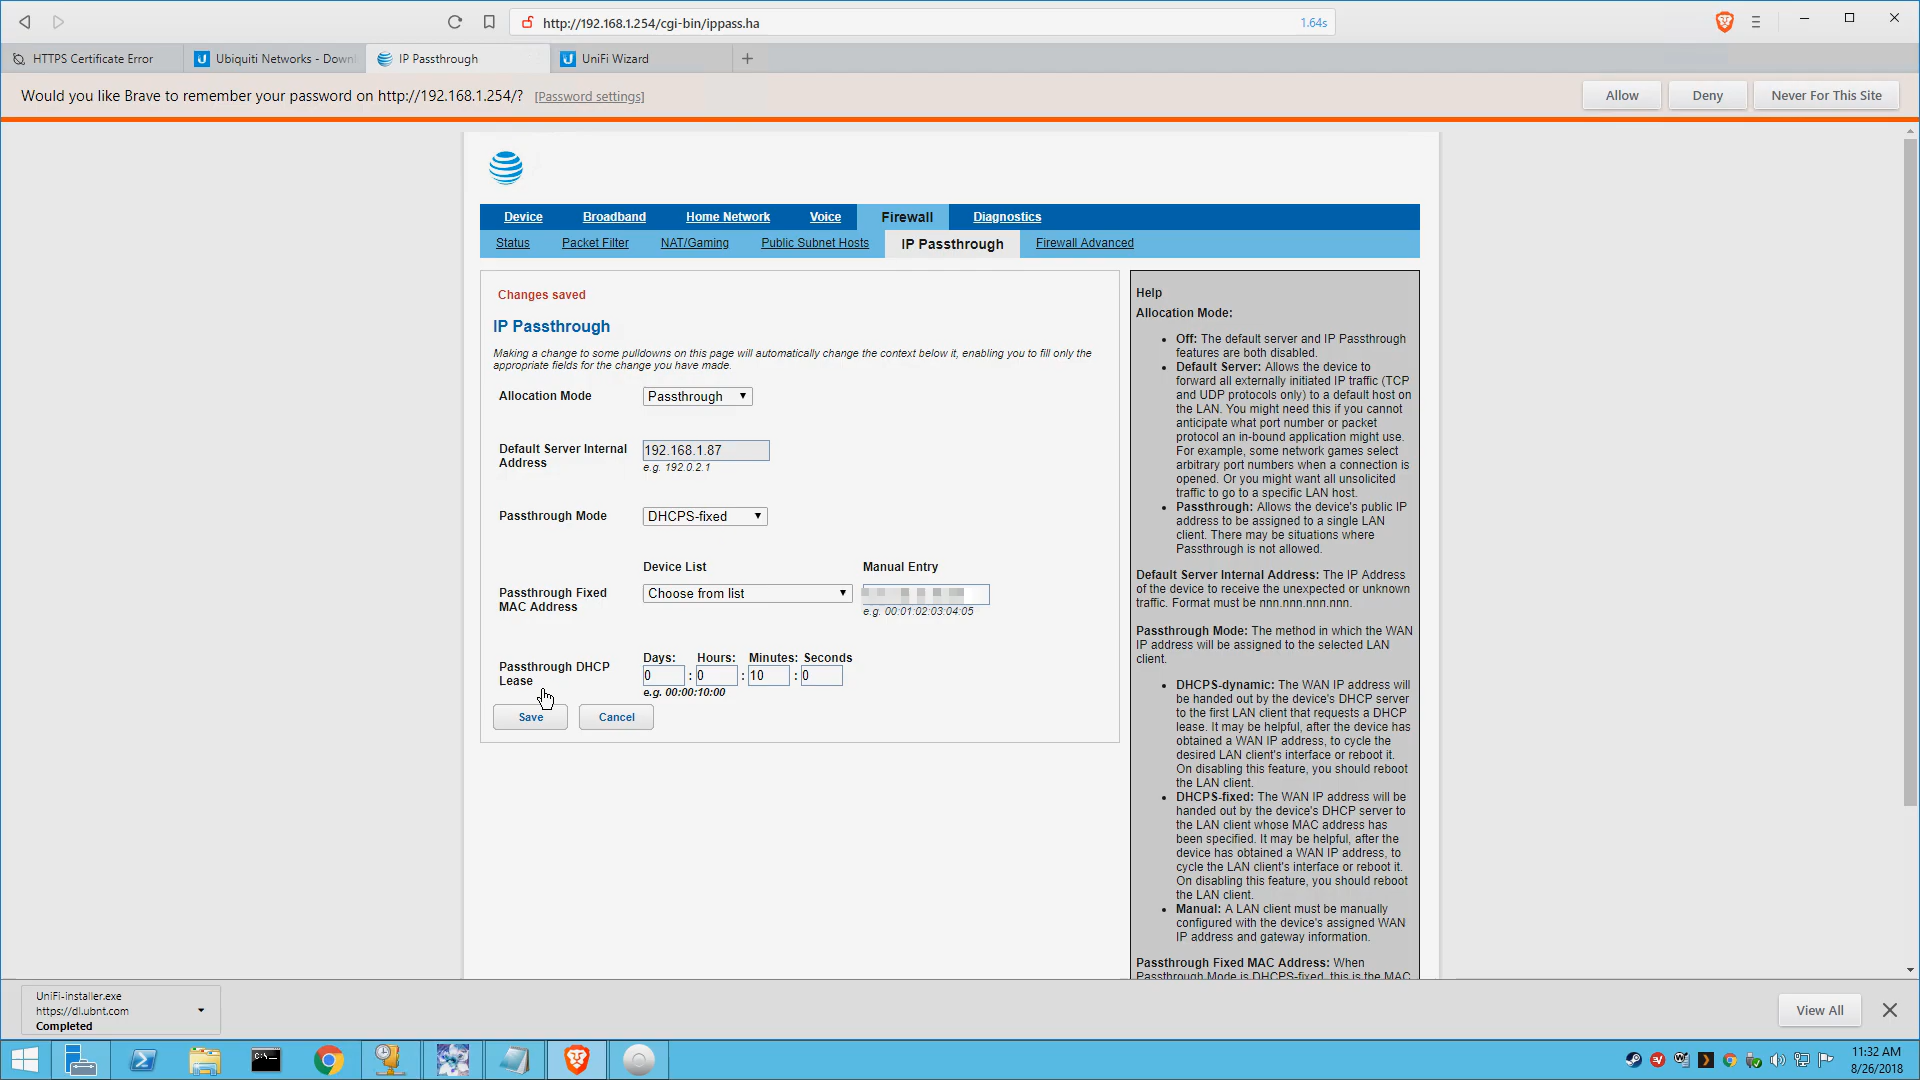 http://192.168.1.254/cgi-bin/ippass.ha
1.64s
HTTPS Certificate Error
Ubiquiti Networks - Down
IP Passthrough
UniFi Wizard
Would you like Brave to remember your password on http://192.168.1.254/?
[Password settings]
Allow
Deny
Never For This Site
Device
Broadband
Home Network
Voice
Firewall
Diagnostics
Status
Packet Filter
NAT/Gaming
Public Subnet Hosts
IP Passthrough
Firewall Advanced
Changes saved
IP Passthrough
Making a change to some pulldowns on this page will automatically change the context below it, enabling you to fill only the
appropriate fields for the change you have made.
Allocation Mode
Passthrough
Default Server Internal
Address
192.168.1.87
e.g. 192.0.2.1
Passthrough Mode
DHCPS-fixed
Device List
Manual Entry
Passthrough Fixed
MAC Address
Choose from list
e.g. 00:01:02:03:04:05
Passthrough DHCP
Lease
Days: Hours: Minutes: Seconds
0 : 0 : 10 : 0
e.g. 00:00:10:00
Save
Cancel
Help
Allocation Mode:
• Off: The default server and IP Passthrough
features are both disabled.
• Default Server: Allows the device to
forward all externally initiated IP traffic (TCP
and UDP protocols only) to a default host on
the LAN. You might need this if you cannot
anticipate what port number or packet
protocol an in-bound application might use.
For example, some network games select
arbitrary port numbers when a connection is
opened. Or you might want all unsolicited
traffic to go to a specific LAN host.
• Passthrough: Allows the device's public IP
address to be assigned to a single LAN
client. There may be situations where
Passthrough is not allowed.
Default Server Internal Address: The IP Address
of the device to receive the unexpected or unknown
traffic. Format must be nnn.nnn.nnn.nnn.
Passthrough Mode: The method in which the WAN
IP address will be assigned to the selected LAN
client.
• DHCPS-dynamic: The WAN IP address will
be handed out by the device's DHCP server
to the first LAN client that requests a DHCP
lease. It may be helpful, after the device has
obtained a WAN IP address, to cycle the
desired LAN client's interface or reboot it.
On disabling this feature, you should reboot
the LAN client.
• DHCPS-fixed: The WAN IP address will be
handed out by the device's DHCP server to
the LAN client whose MAC address has
been specified. It may be helpful, after the
device has obtained a WAN IP address, to
cycle the LAN client's interface or reboot it.
On disabling this feature, you should reboot
the LAN client.
• Manual: A LAN client must be manually
configured with the device's assigned WAN
IP address and gateway information.
Passthrough Fixed MAC Address: When
Passthrough Mode is DHCPS-fixed, this is the MAC
UniFi-installer.exe
https://dl.ubnt.com
Completed
View All
11:32 AM
8/26/2018